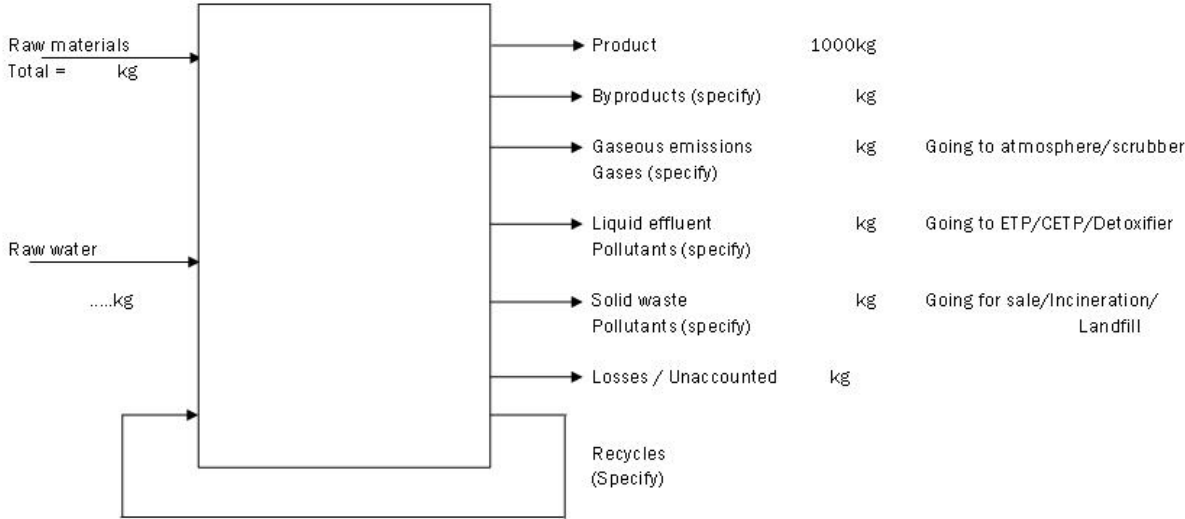 Raw materials
Total = kg
Raw water
.....kg
Product 1000kg
Byproducts (specify) kg
Gaseous emissions kg Going to atmosphere/scrubber
Gases (specify)
Liquid effluent kg Going to ETP/CETP/Detoxifier
Pollutants (specify)
Solid waste kg Going for sale/Incineration/
Pollutants (specify) Landfill
Losses / Unaccounted kg
Recycles
(Specify)